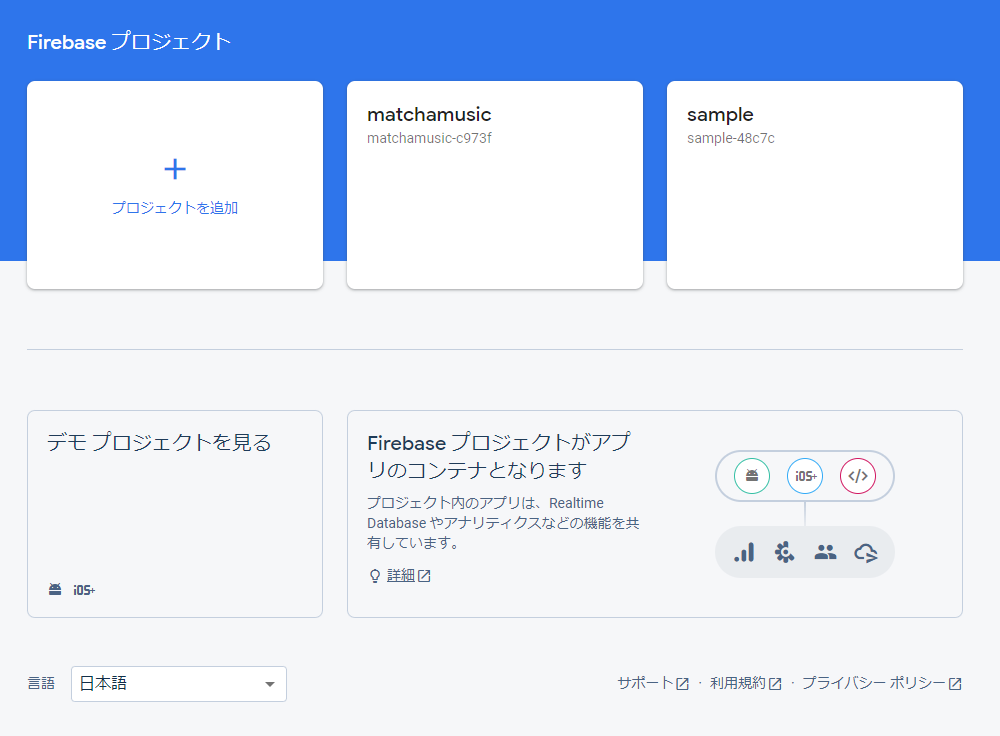 Firebase プロジェクト
プロジェクトを追加
matchamusic
matchamusic-c973f
sample
sample-48c7c
デモ プロジェクトを見る
iOS+
Firebase プロジェクトがアプ
リのコンテナとなります
プロジェクト内のアプリは、Realtime
Database やアナリティクスなどの機能を共
有しています。
詳細
iOS+
言語
日本語
サポート · 利用規約 · プライバシー ポリシー